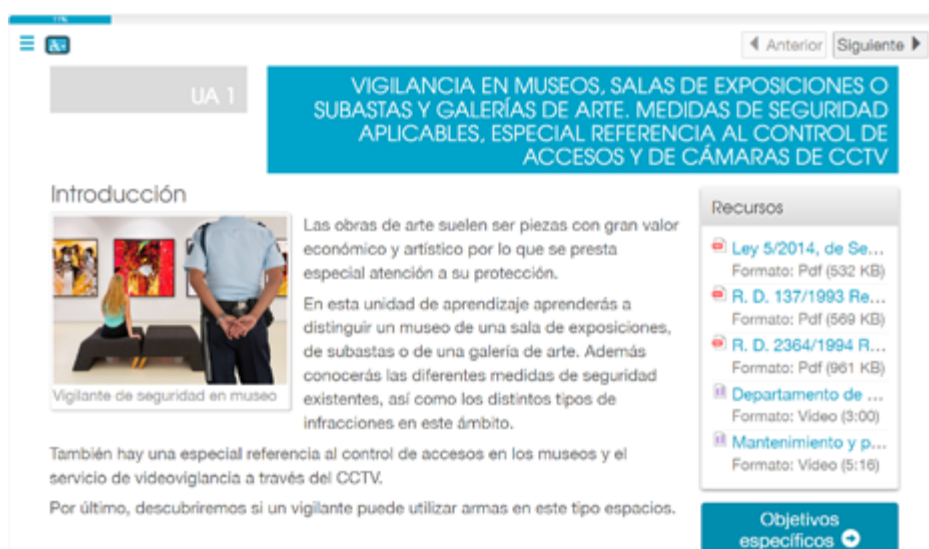 11%
A+
Anterior
Siguiente
UA 1
VIGILANCIA EN MUSEOS, SALAS DE EXPOSICIONES O
SUBASTAS Y GALERÍAS DE ARTE. MEDIDAS DE SEGURIDAD
APLICABLES, ESPECIAL REFERENCIA AL CONTROL DE
ACCESOS Y DE CÁMARAS DE CCTV
Introducción
Vigilante de seguridad en museo
Las obras de arte suelen ser piezas con gran valor
económico y artístico por lo que se presta
especial atención a su protección.
En esta unidad de aprendizaje aprenderás a
distinguir un museo de una sala de exposiciones,
de subastas o de una galería de arte. Además
conocerás las diferentes medidas de seguridad
existentes, así como los distintos tipos de
infracciones en este ámbito.
También hay una especial referencia al control de accesos en los museos y el
servicio de videoviglancia a través del CCTV.
Por último, descubriremos si un vigilante puede utilizar armas en este tipo espacios.
Recursos
Ley 5/2014, de Se...
Formato: Pdf (532 KB)
R. D. 137/1993 Re...
Formato: Pdf (569 KB)
R. D. 2364/1994 R...
Formato: Pdf (961 KB)
Departamento de ...
Formato: Vídeo (3:00)
Mantenimiento y p...
Formato: Vídeo (5:16)
Objetivos
específicos